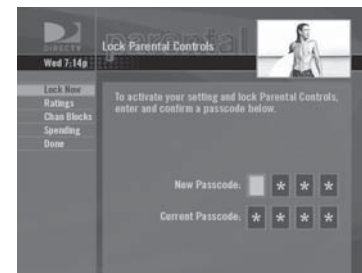 DIRECTV
parental
Lock Parental Controls
Wed 7:14p
Lock Now
Ratings
Chan Blocks
Spending
Done
To activate your setting and lock Parental Controls,
enter and confirm a passcode below.
New Passcode: * * *
Current Passcode: * * * *